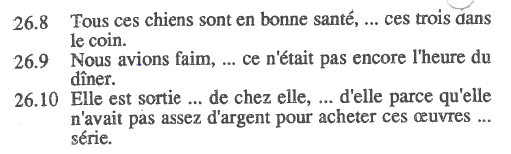 26.8 Tous ces chiens sont en bonne santé, ... ces trois dans
le coin.
26.9 Nous avions faim, ... ce n'était pas encore l'heure du
dîner.
26.10 Elle est sortie ... de chez elle, ... d'elle parce qu'elle
n'avait pas assez d'argent pour acheter ces œuvres ...
série.